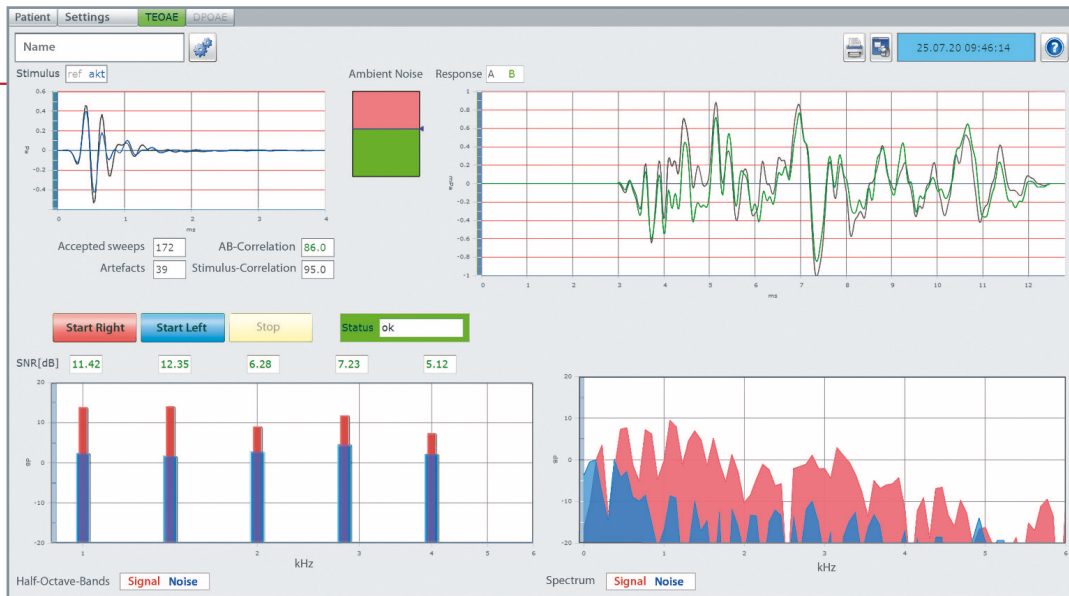 Patient Settings TEOAE DPOAE
Name 25.07.20 09:46:14 ?
Stimulus ref akt Ambient Noise Response A B
0.6
0.4
0.2
0
-0.2
-0.4
Pa
0 1 2 3 4
ms
1
0.8
0.6
0.4
0.2
0
-0.2
-0.4
-0.6
-0.8
-1
mPa
0 1 2 3 4 5 6 7 8 9 10 11 12
ms
Accepted sweeps 172 AB-Correlation 86.0
Artefacts 39 Stimulus-Correlation 95.0
Start Right Start Left Stop Status ok
SNR[dB] 11.42 12.35 6.28 7.23 5.12
20
10
0
-10
-20
dB
1 2 3 4 5 6
kHz
20
10
0
-10
-20
dB
0 1 2 3 4 5 6
kHz
Half-Octave-Bands Signal Noise Spectrum Signal Noise